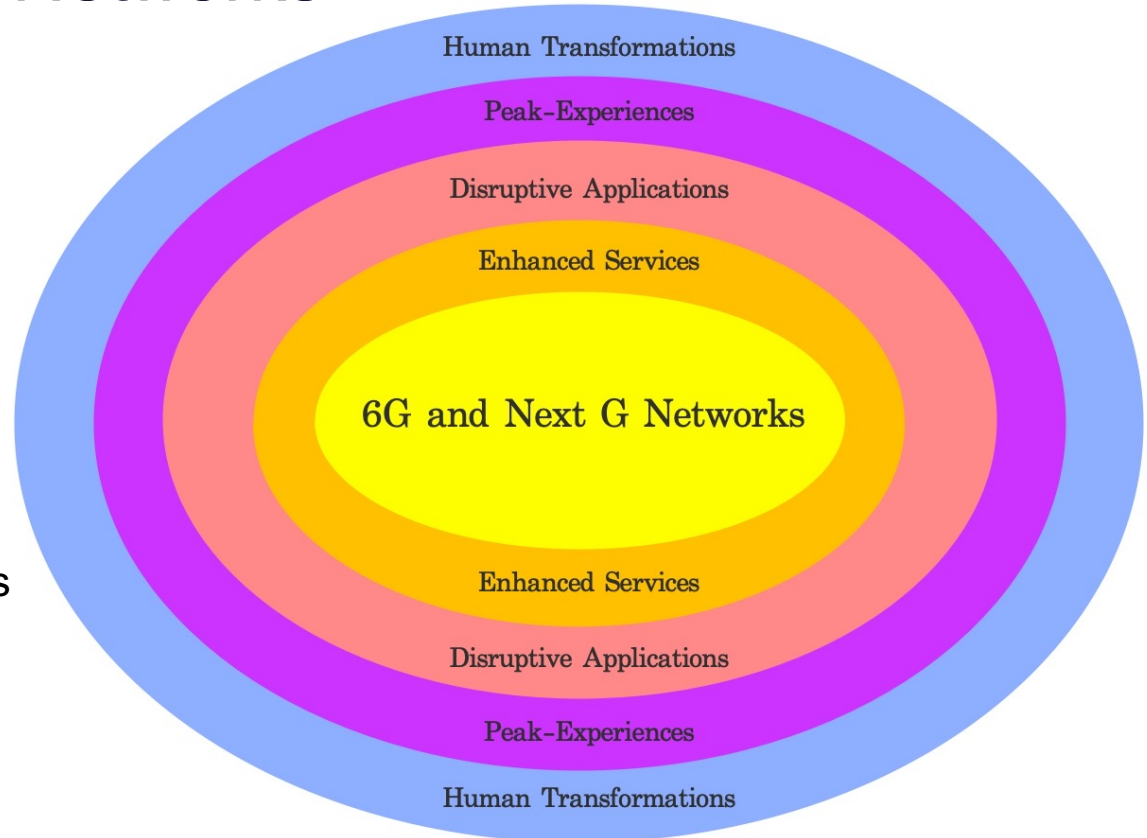 Human Transformations
Peak-Experiences
Disruptive Applications
Enhanced Services
6G and Next G Networks
Enhanced Services
Disruptive Applications
Peak-Experiences
Human Transformations